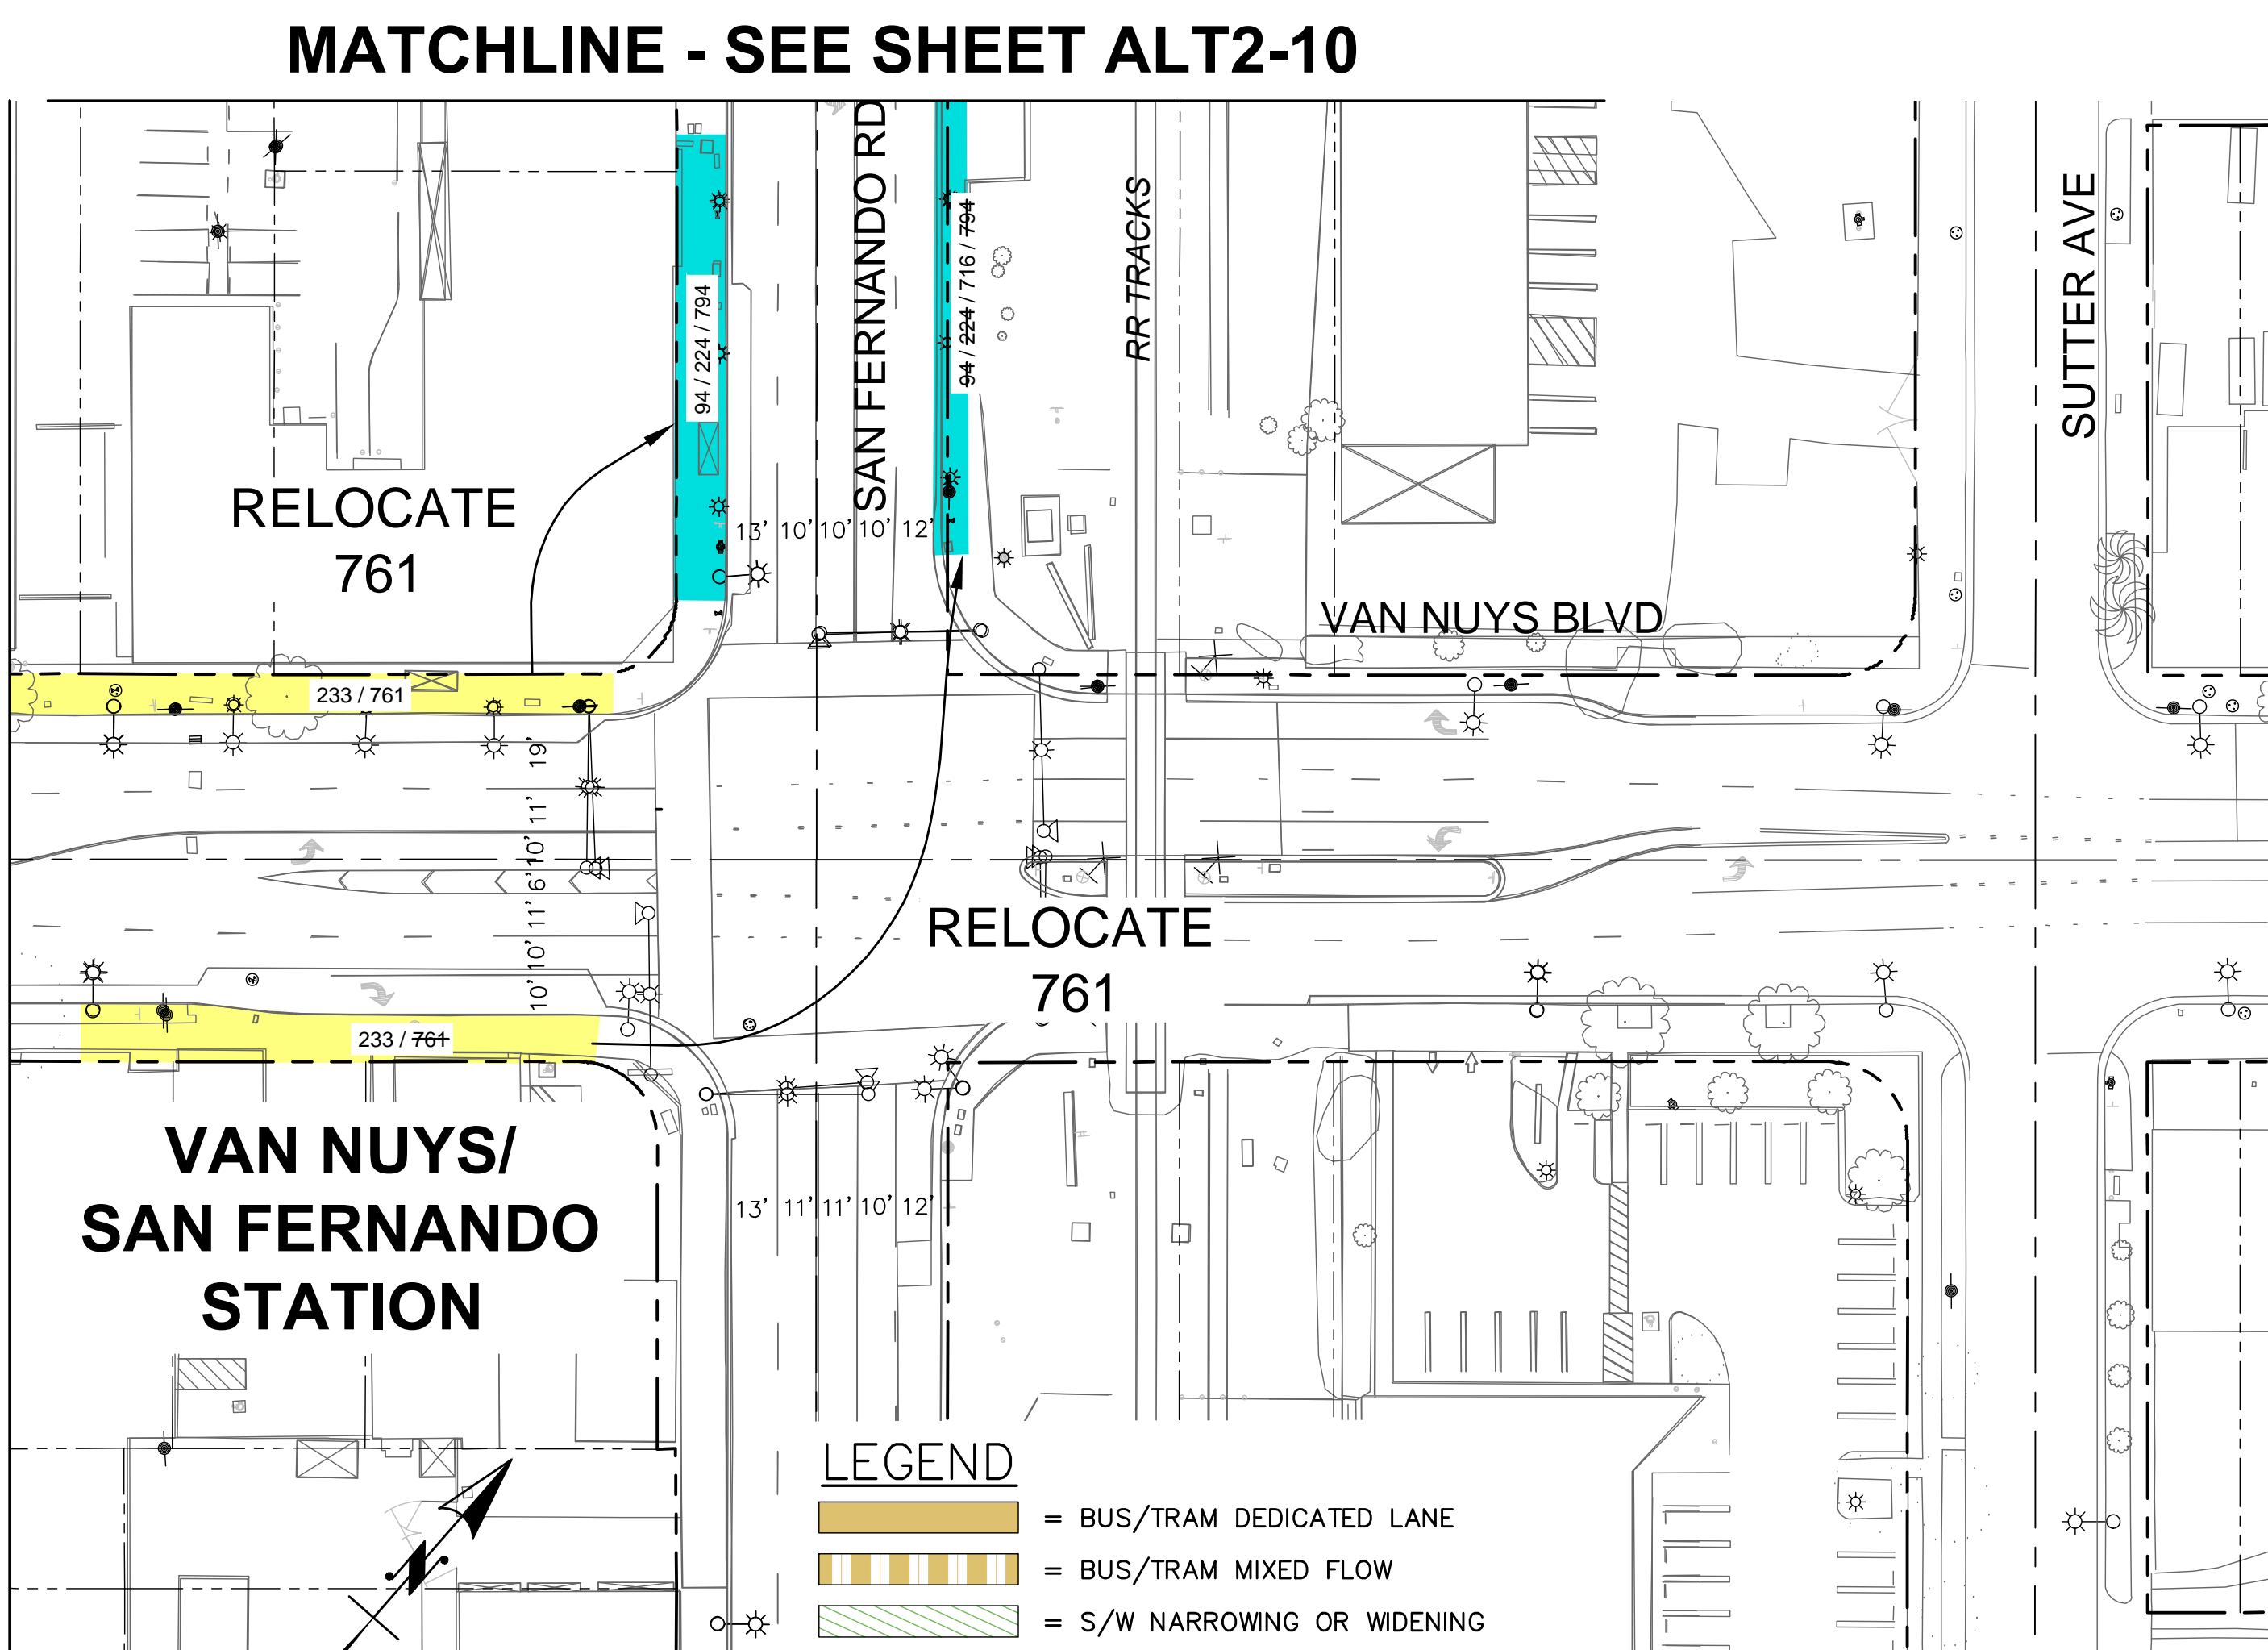 MATCHLINE - SEE SHEET ALT2-10
SAN FERNANDO RD
94 / 224 / 794
94 / 224 / 716 / 794
RR TRACKS
SUTTER AVE
RELOCATE
761
13' 10' 10' 10' 12'
VAN NUYS BLVD
233 / 761
19'
11'
10'
6'
11'
10'
10'
RELOCATE
761
233 / 761
VAN NUYS/
SAN FERNANDO
STATION
13' 11' 11' 10' 12'
LEGEND
= BUS/TRAM DEDICATED LANE
= BUS/TRAM MIXED FLOW
= S/W NARROWING OR WIDENING